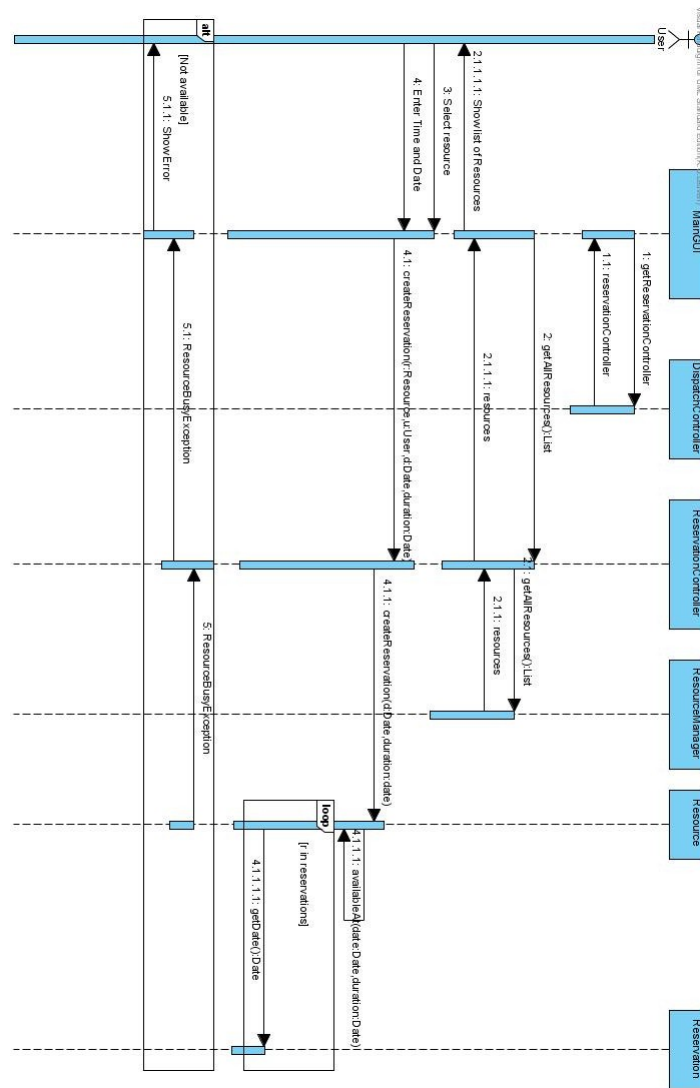 User
MainGUI
DispatchController
ReservationController
ResourceManager
Resource
Reservation
1: getReservationController
1.1: reservationController
2: getAllResources():List
2.1: getAllResources():List
2.1.1: resources
2.1.1.1: resources
2.1.1.1.1: Show list of Resources
3: Select resource
4: Enter Time and Date
4.1: createReservation(r:Resource,u:User,d:Date,duration:Date)
4.1.1: createReservation(d:Date,duration:date)
4.1.1.1: availableAt(date:Date,duration:Date)
loop
[r in reservations]
4.1.1.1.1: getDate():Date
alt
[Not available]
5: ResourceBusyException
5.1: ResourceBusyException
5.1.1: ShowError